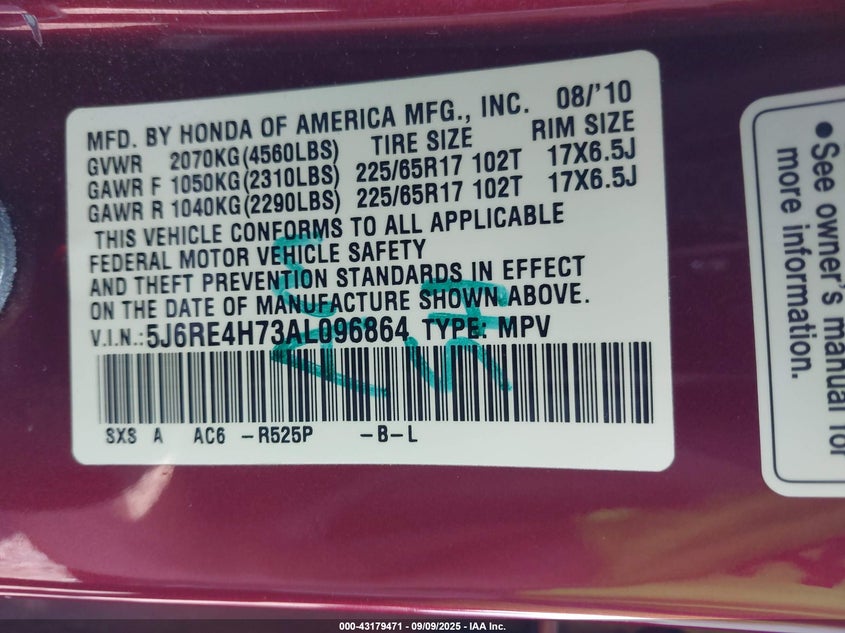 MFD. BY HONDA OF AMERICA MFG., INC. 08/'10
GVWR 2070KG(4560LBS) TIRE SIZE RIM SIZE
GAWR F 1050KG(2310LBS) 225/65R17 102T 17X6.5J
GAWR R 1040KG(2290LBS) 225/65R17 102T 17X6.5J
THIS VEHICLE CONFORMS TO ALL APPLICABLE
FEDERAL MOTOR VEHICLE SAFETY
AND THEFT PREVENTION STANDARDS IN EFFECT
ON THE DATE OF MANUFACTURE SHOWN ABOVE.
V.I.N.:5J6RE4H73AL096864 TYPE: MPV
SXS A AC6 -R525P -B-L
•See owner's manual for
more information.
000-43179471 - 09/09/2025 - IAA Inc.